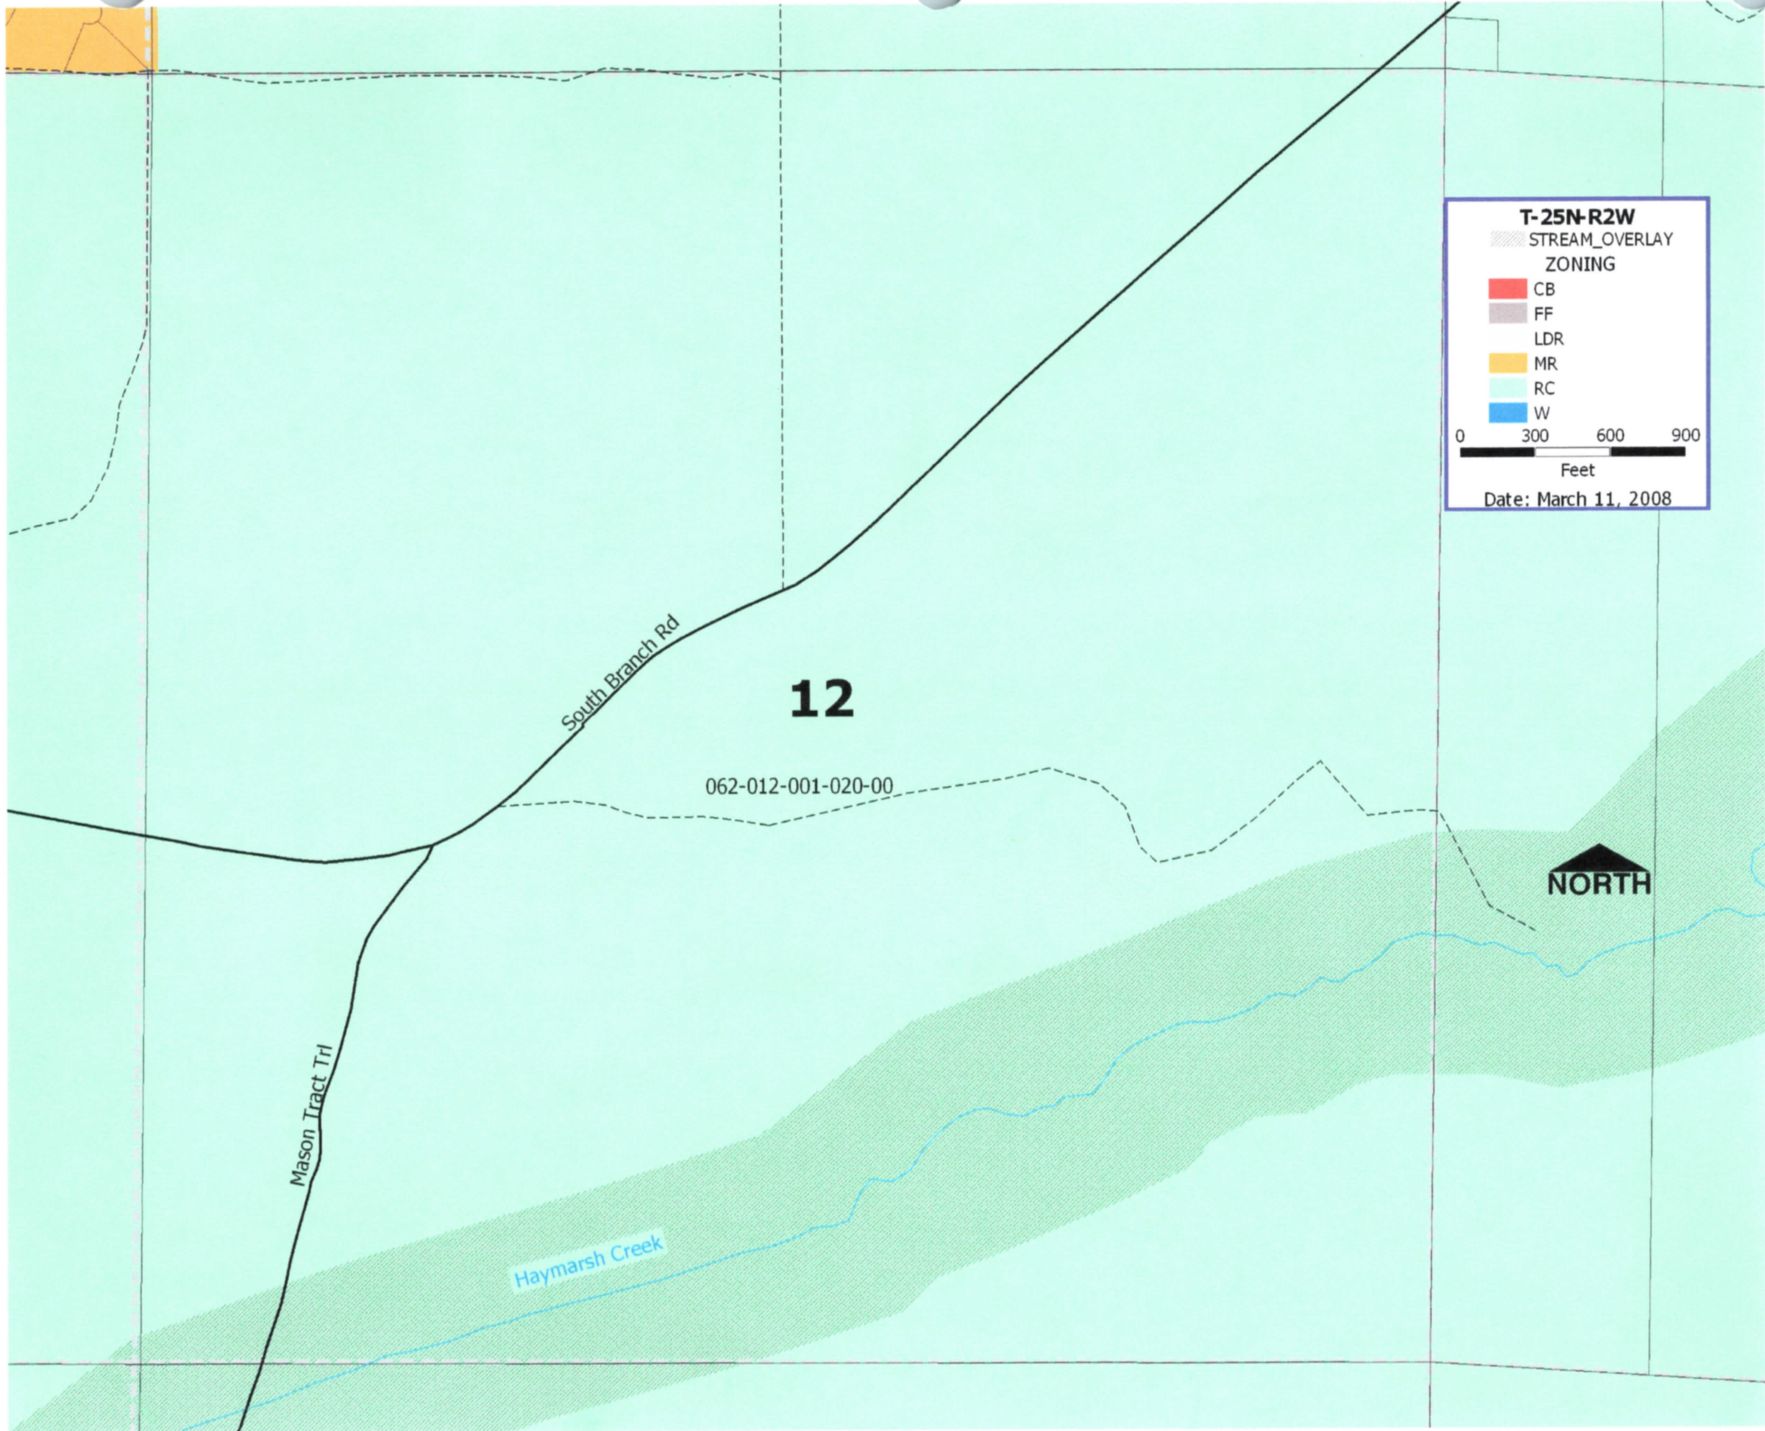 T-25N-R2W
STREAM_OVERLAY
ZONING
CB
FF
LDR
MR
RC
W
0 300 600 900
Feet
Date: March 11, 2008
South Branch Rd
12
062-012-001-020-00
NORTH
Mason Tract Trl
Haymarsh Creek